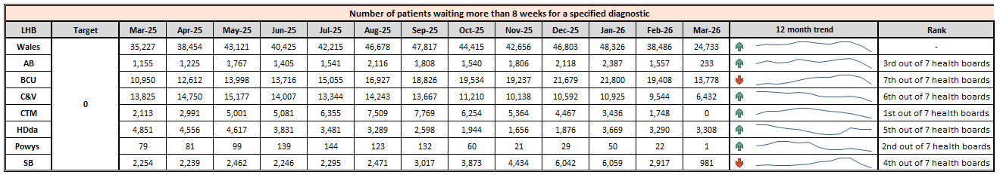 Number of patients waiting more than 8 weeks for a specified diagnostic
LHB Target Mar-25 Apr-25 May-25 Jun-25 Jul-25 Aug-25 Sep-25 Oct-25 Nov-25 Dec-25 Jan-26 Feb-26 Mar-26 12 month trend Rank
Wales 35,227 38,454 43,121 40,425 42,215 46,678 47,817 44,415 42,656 46,803 48,326 38,486 24,733 -
AB 1,155 1,225 1,767 1,405 1,541 2,116 1,808 1,540 1,806 2,118 2,387 1,557 233 3rd out of 7 health boards
BCU 10,950 12,612 13,998 13,716 15,055 16,927 18,826 19,534 19,237 21,679 21,800 19,408 13,778 7th out of 7 health boards
C&V 13,825 14,750 15,177 14,007 13,344 14,243 13,667 11,210 10,138 10,592 10,925 9,544 6,432 6th out of 7 health boards
0
CTM 2,113 2,991 5,001 5,081 6,355 7,509 7,769 6,254 5,364 4,467 3,436 1,748 0 1st out of 7 health boards
HDda 4,851 4,556 4,617 3,831 3,481 3,289 2,598 1,944 1,656 1,876 3,669 3,290 3,308 5th out of 7 health boards
Powys 79 81 99 139 144 123 132 60 21 29 50 22 1 2nd out of 7 health boards
SB 2,254 2,239 2,462 2,246 2,295 2,471 3,017 3,873 4,434 6,042 6,059 2,917 981 4th out of 7 health boards